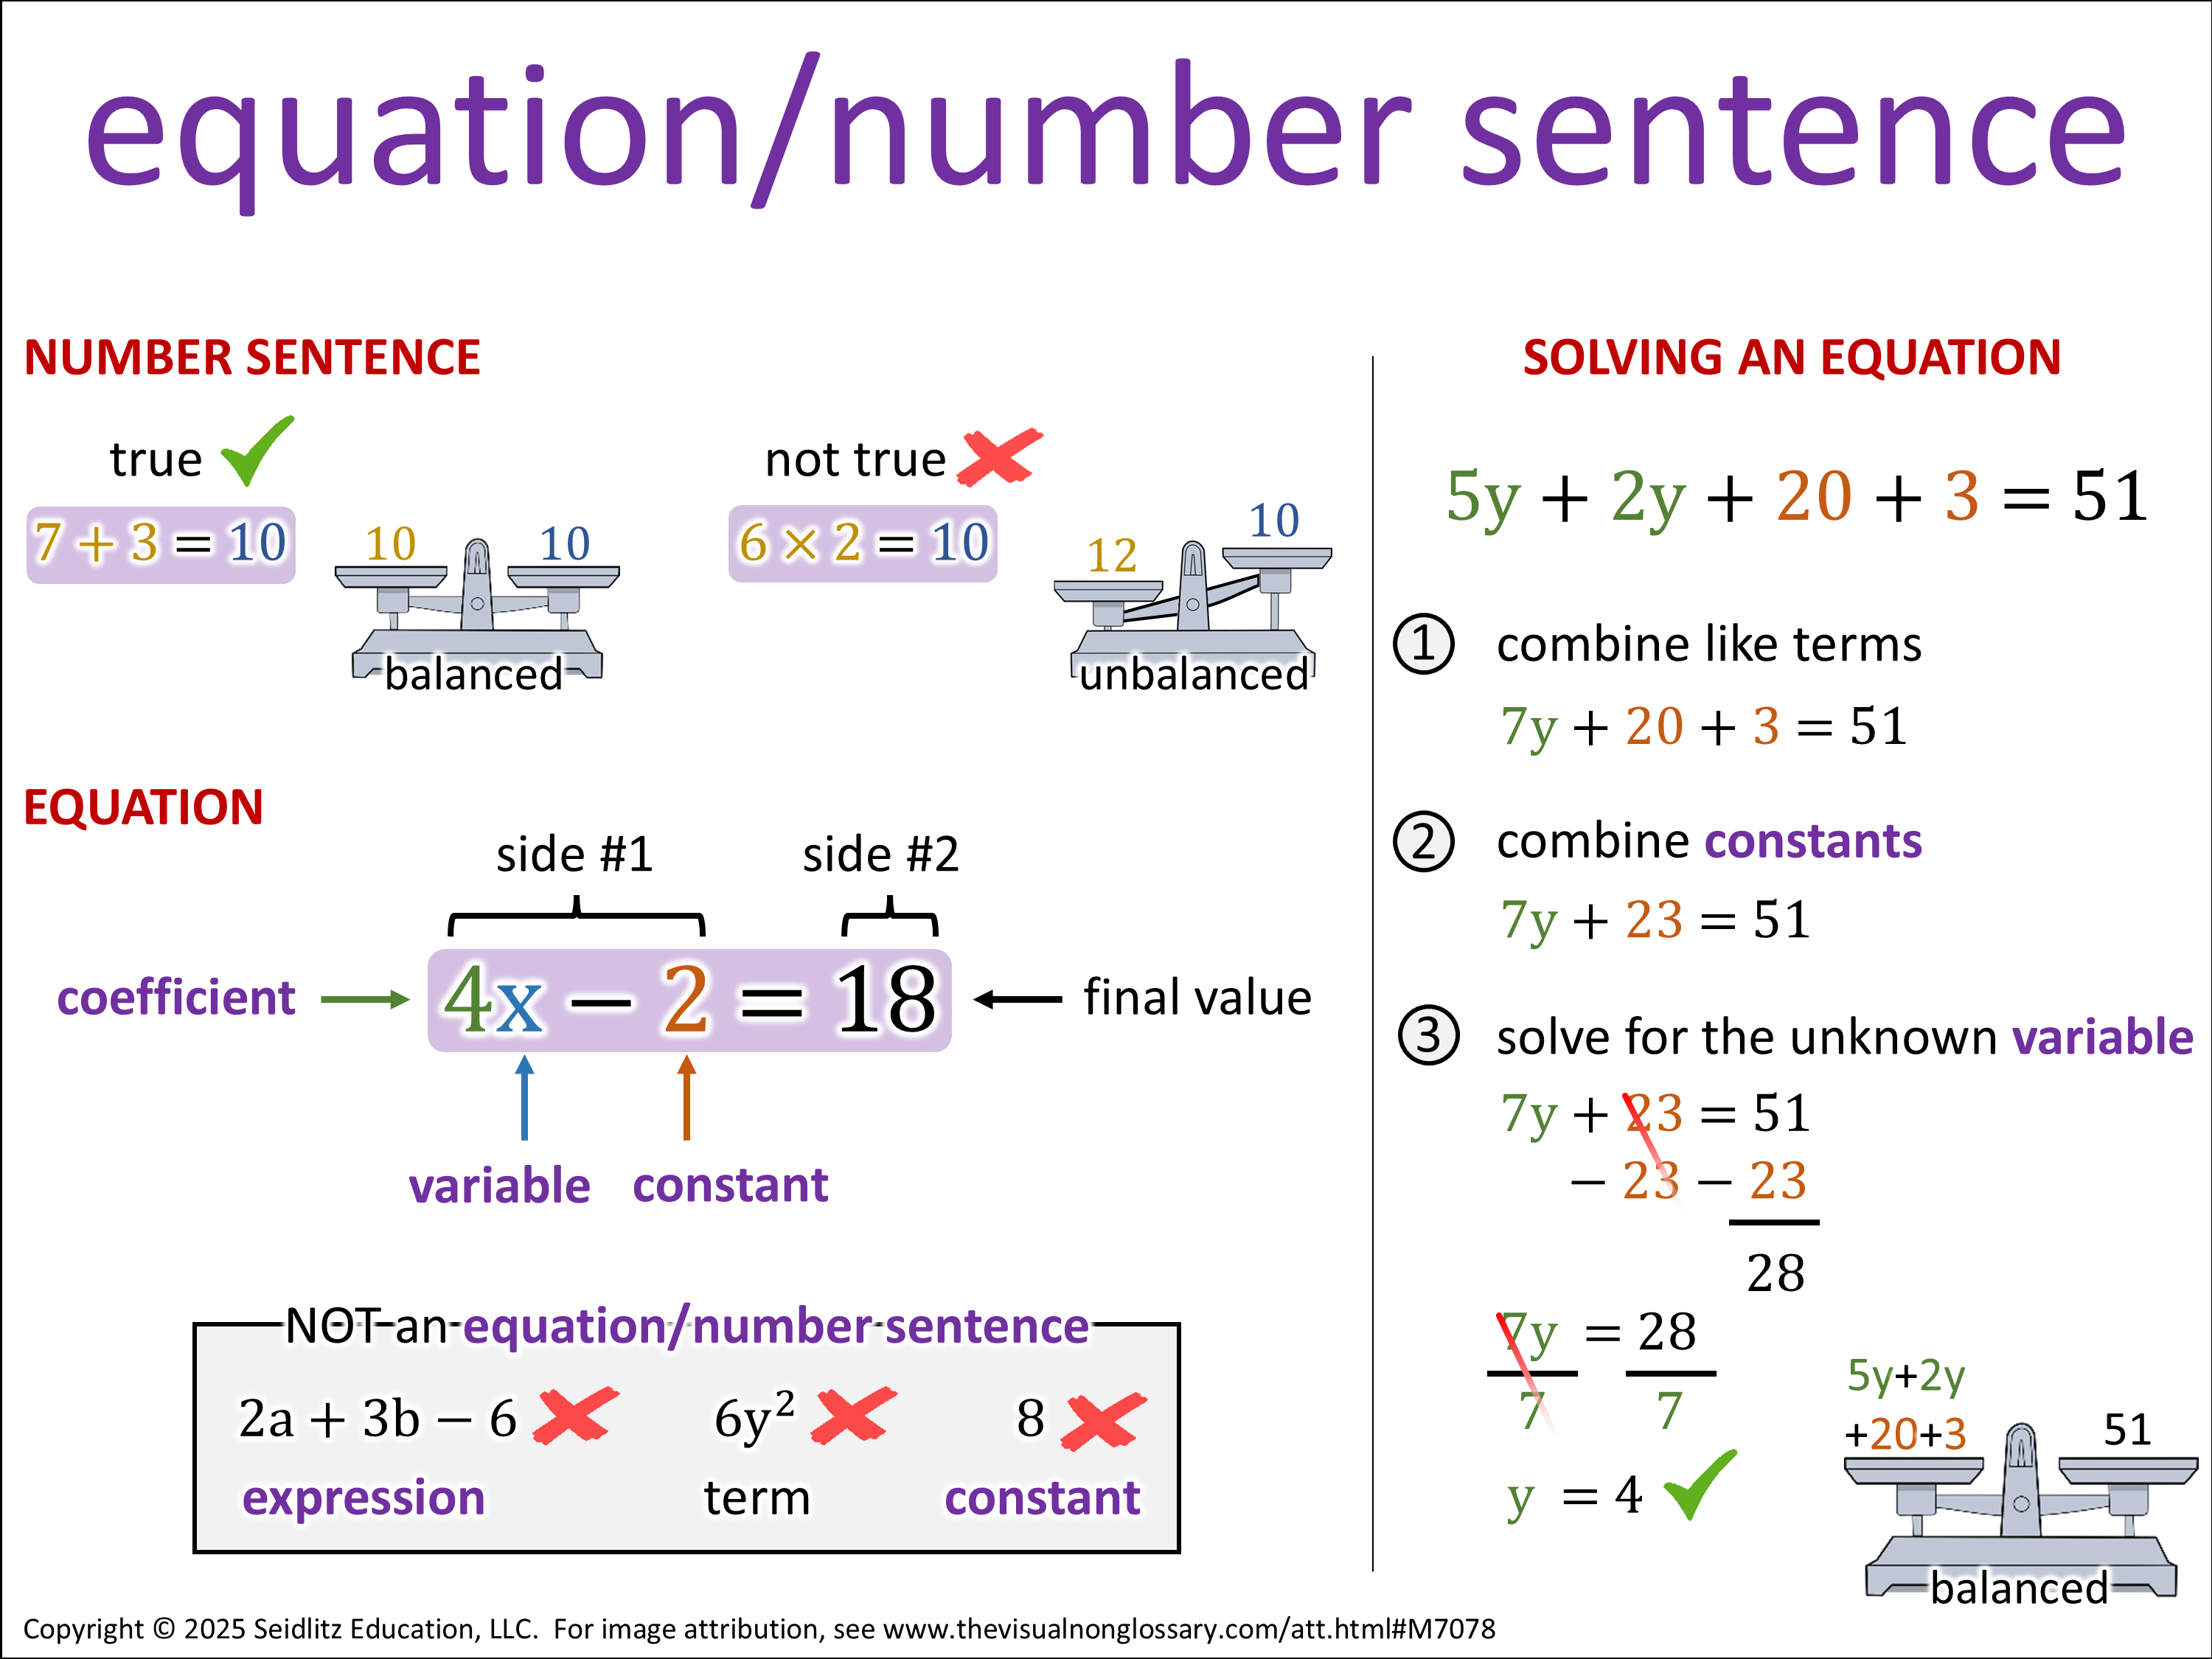 equation/number sentence
NUMBER SENTENCE
true
7 + 3 = 10
10
10
balanced
not true
6 × 2 = 10
12
10
unbalanced
EQUATION
side #1
side #2
coefficient
4x − 2 = 18
final value
variable
constant
NOT an equation/number sentence
2a + 3b − 6
6y²
8
expression
term
constant
SOLVING AN EQUATION
5y + 2y + 20 + 3 = 51
1 combine like terms
7y + 20 + 3 = 51
2 combine constants
7y + 23 = 51
3 solve for the unknown variable
7y + 23 = 51
− 23 − 23
28
7y = 28
7 7
y = 4
5y+2y
+20+3
51
balanced
Copyright © 2025 Seidlitz Education, LLC. For image attribution, see www.thevisualnonglossary.com/att.html#M7078